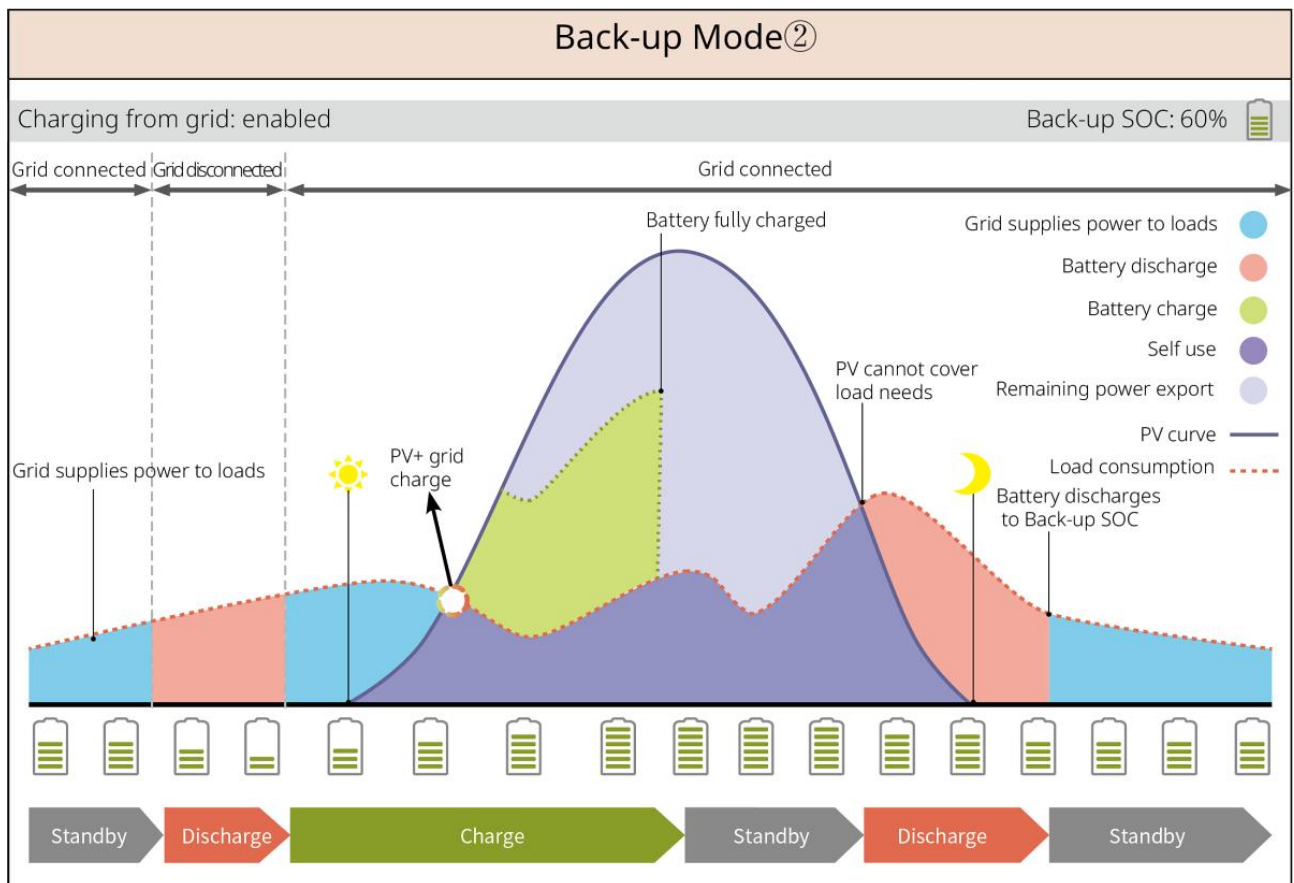 Back-up Mode②
Charging from grid: enabled
Back-up SOC: 60%
Grid connected
Grid disconnected
Grid connected
Battery fully charged
Grid supplies power to loads
Battery discharge
Battery charge
Self use
Remaining power export
PV curve
Load consumption
PV cannot cover
load needs
PV+ grid
charge
Grid supplies power to loads
Battery discharges
to Back-up SOC
Standby
Discharge
Charge
Standby
Discharge
Standby